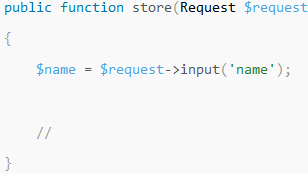 public function store(Request $request
{
$name = $request->input('name');
//
}